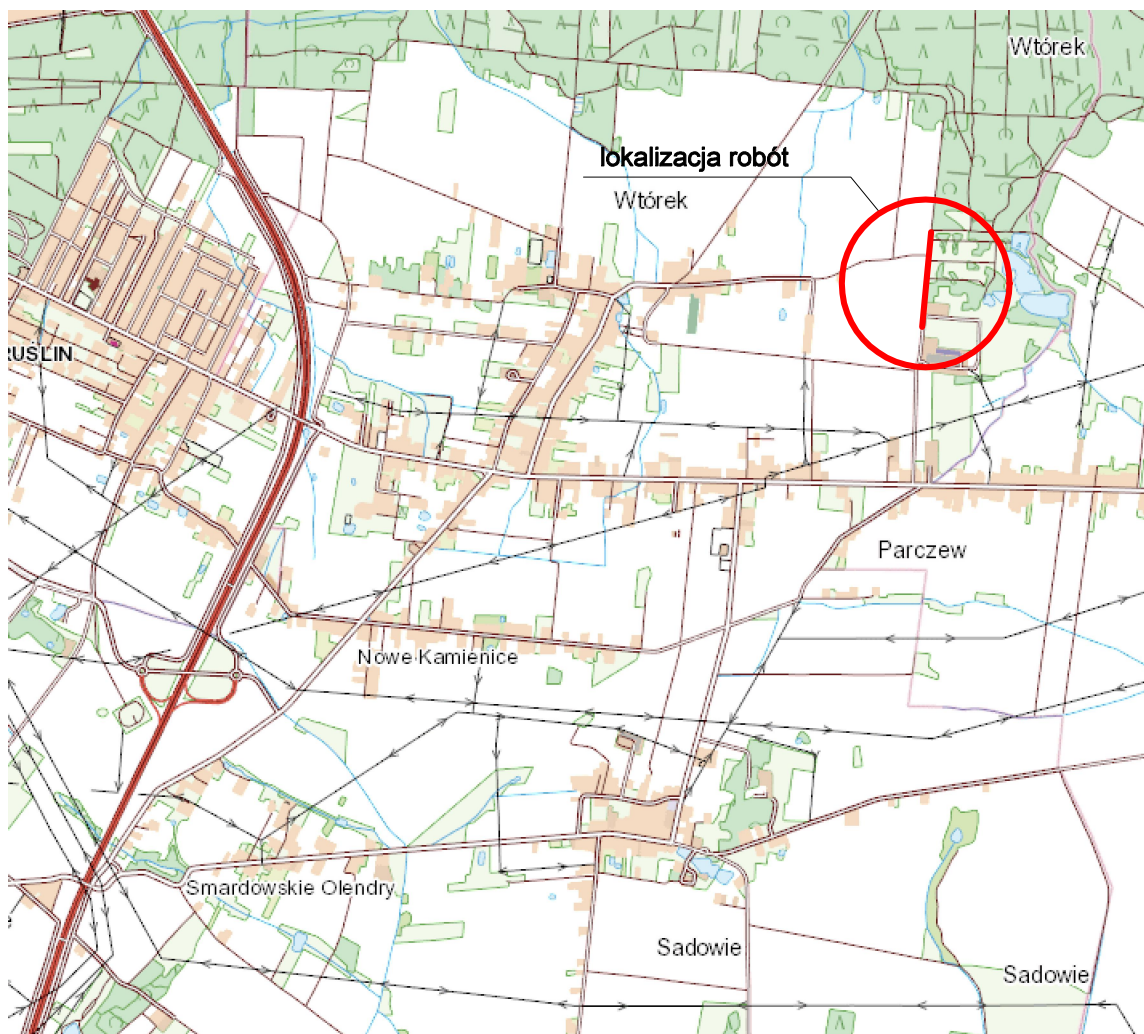 Wtórek
lokalizacja robót
Wtórek
RUSLIN
Parczew
Nowe Kamienice
Smardowskie Olendry
e
Sadowie
Sadowie